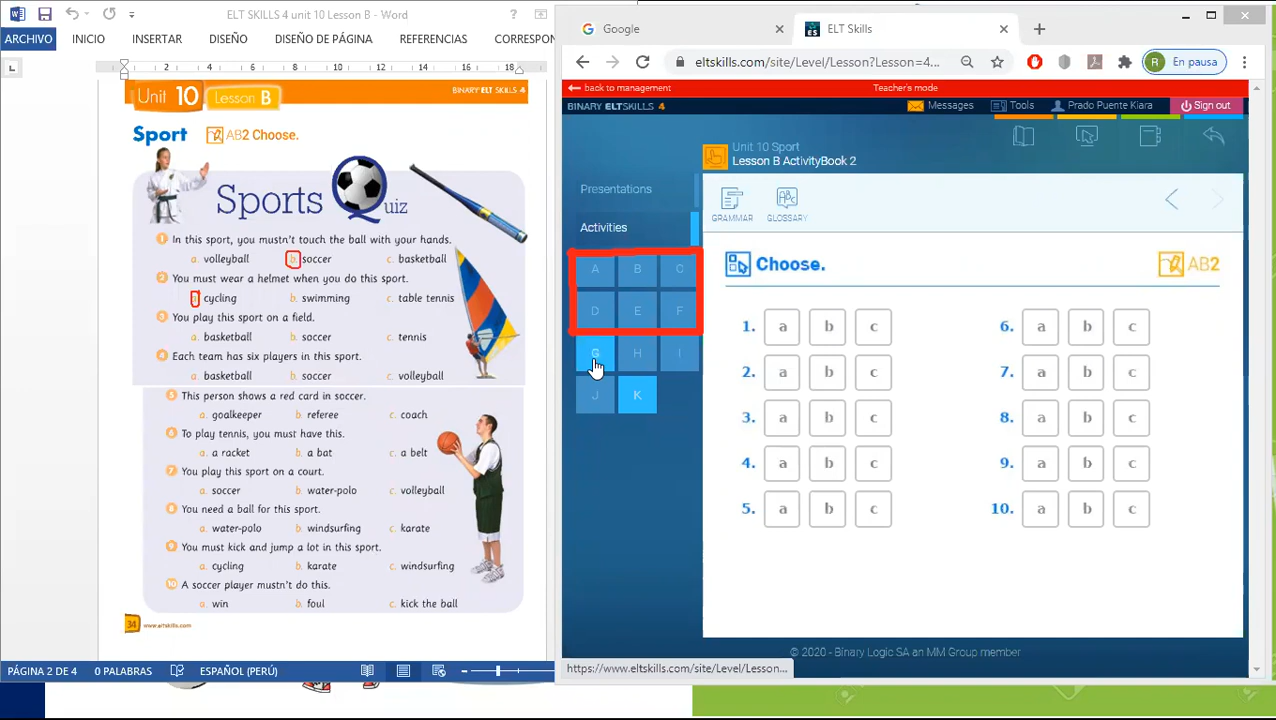 ELT SKILLS 4 unit 10 Lesson B - Word
ARCHIVO INICIO INSERTAR DISEÑO DISEÑO DE PÁGINA REFERENCIAS CORRESPON
2 4 6 8 10 12 14 16 18
Unit 10 Lesson B BINARY ELT SKILLS 4
Sport AB2 Choose.
Sports Quiz
1 In this sport, you mustn't touch the ball with your hands.
a. volleyball b. soccer c. basketball
2 You must wear a helmet when you do this sport.
a. cycling b. swimming c. table tennis
3 You play this sport on a field.
a. basketball b. soccer c. tennis
4 Each team has six players in this sport.
a. basketball b. soccer c. volleyball
5 This person shows a red card in soccer.
a. goalkeeper b. referee c. coach
6 To play tennis, you must have this.
a. a racket b. a bat c. a belt
7 You play this sport on a court.
a. soccer b. water-polo c. volleyball
8 You need a ball for this sport.
a. water-polo b. windsurfing c. karate
9 You must kick and jump a lot in this sport.
a. cycling b. karate c. windsurfing
10 A soccer player mustn't do this.
a. win b. foul c. kick the ball
34 www.eltskills.com
PÁGINA 2 DE 4 0 PALABRAS ESPAÑOL (PERÚ)
Google ELT Skills
eltskills.com/site/Level/Lesson?Lesson=4... R En pausa
back to management Teacher's mode
BINARY ELTSKILLS 4 Messages Tools Prado Puente Kiara Sign out
Unit 10 Sport
Lesson B ActivityBook 2
Presentations
Activities
A B C
D E F
G H I
J K
GRAMMAR GLOSSARY
Choose. AB2
1. a b c 6. a b c
2. a b c 7. a b c
3. a b c 8. a b c
4. a b c 9. a b c
5. a b c 10. a b c
© 2020 - Binary Logic SA an MM Group member
https://www.eltskills.com/site/Level/Lesson...